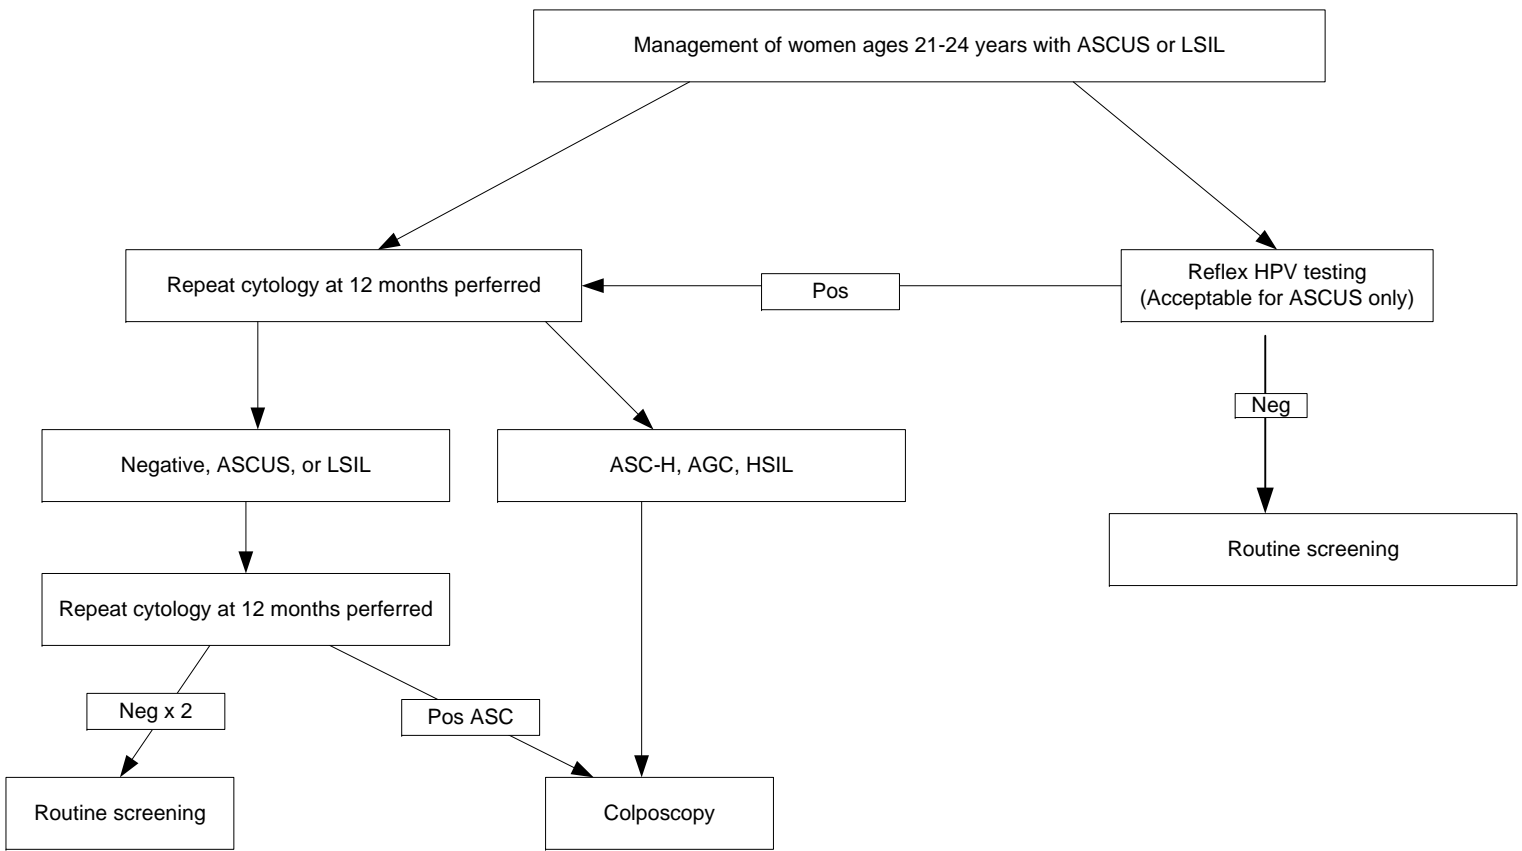 Management of women ages 21-24 years with ASCUS or LSIL
Repeat cytology at 12 months perferred
Pos
Reflex HPV testing
(Acceptable for ASCUS only)
Neg
Negative, ASCUS, or LSIL
ASC-H, AGC, HSIL
Routine screening
Repeat cytology at 12 months perferred
Neg x 2
Pos ASC
Routine screening
Colposcopy